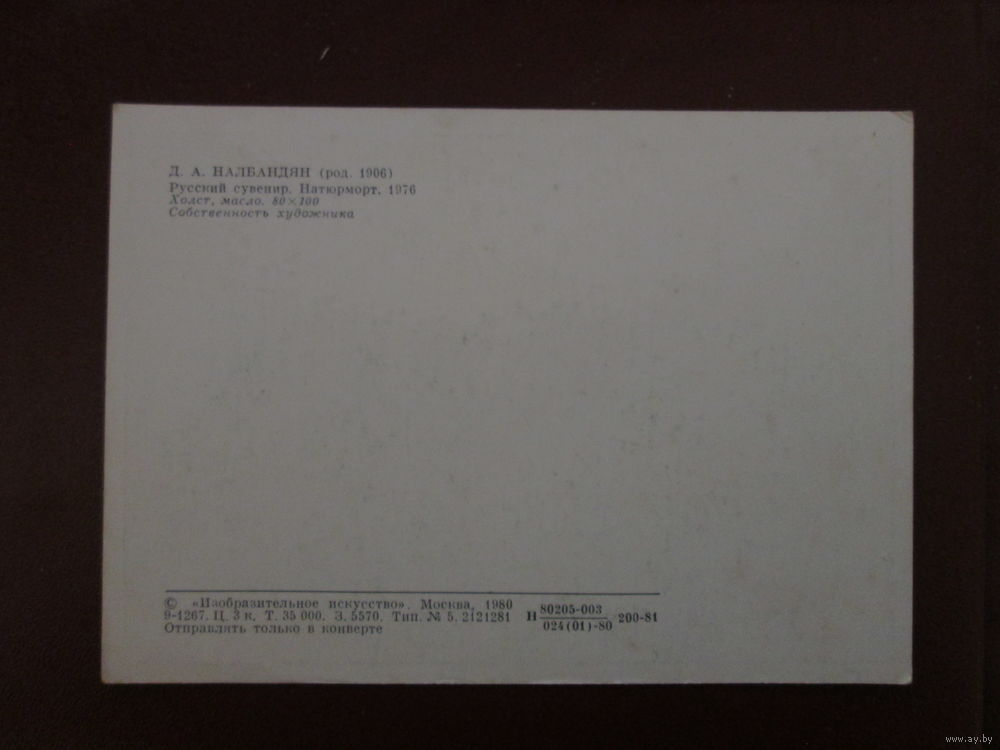 Д. А. НАЛБАНДЯН (род. 1906)
Русский сувенир. Натюрморт. 1976
Холст, масло. 80×100
Собственность художника
© «Изобразительное искусство». Москва, 1980
9-1267. Ц. 3 к. Т. 35 000. З. 5570. Тип. № 5. 2121281
Отправлять только в конверте
Н 80205-003 / 024(01)-80 200-81
www.ay.by